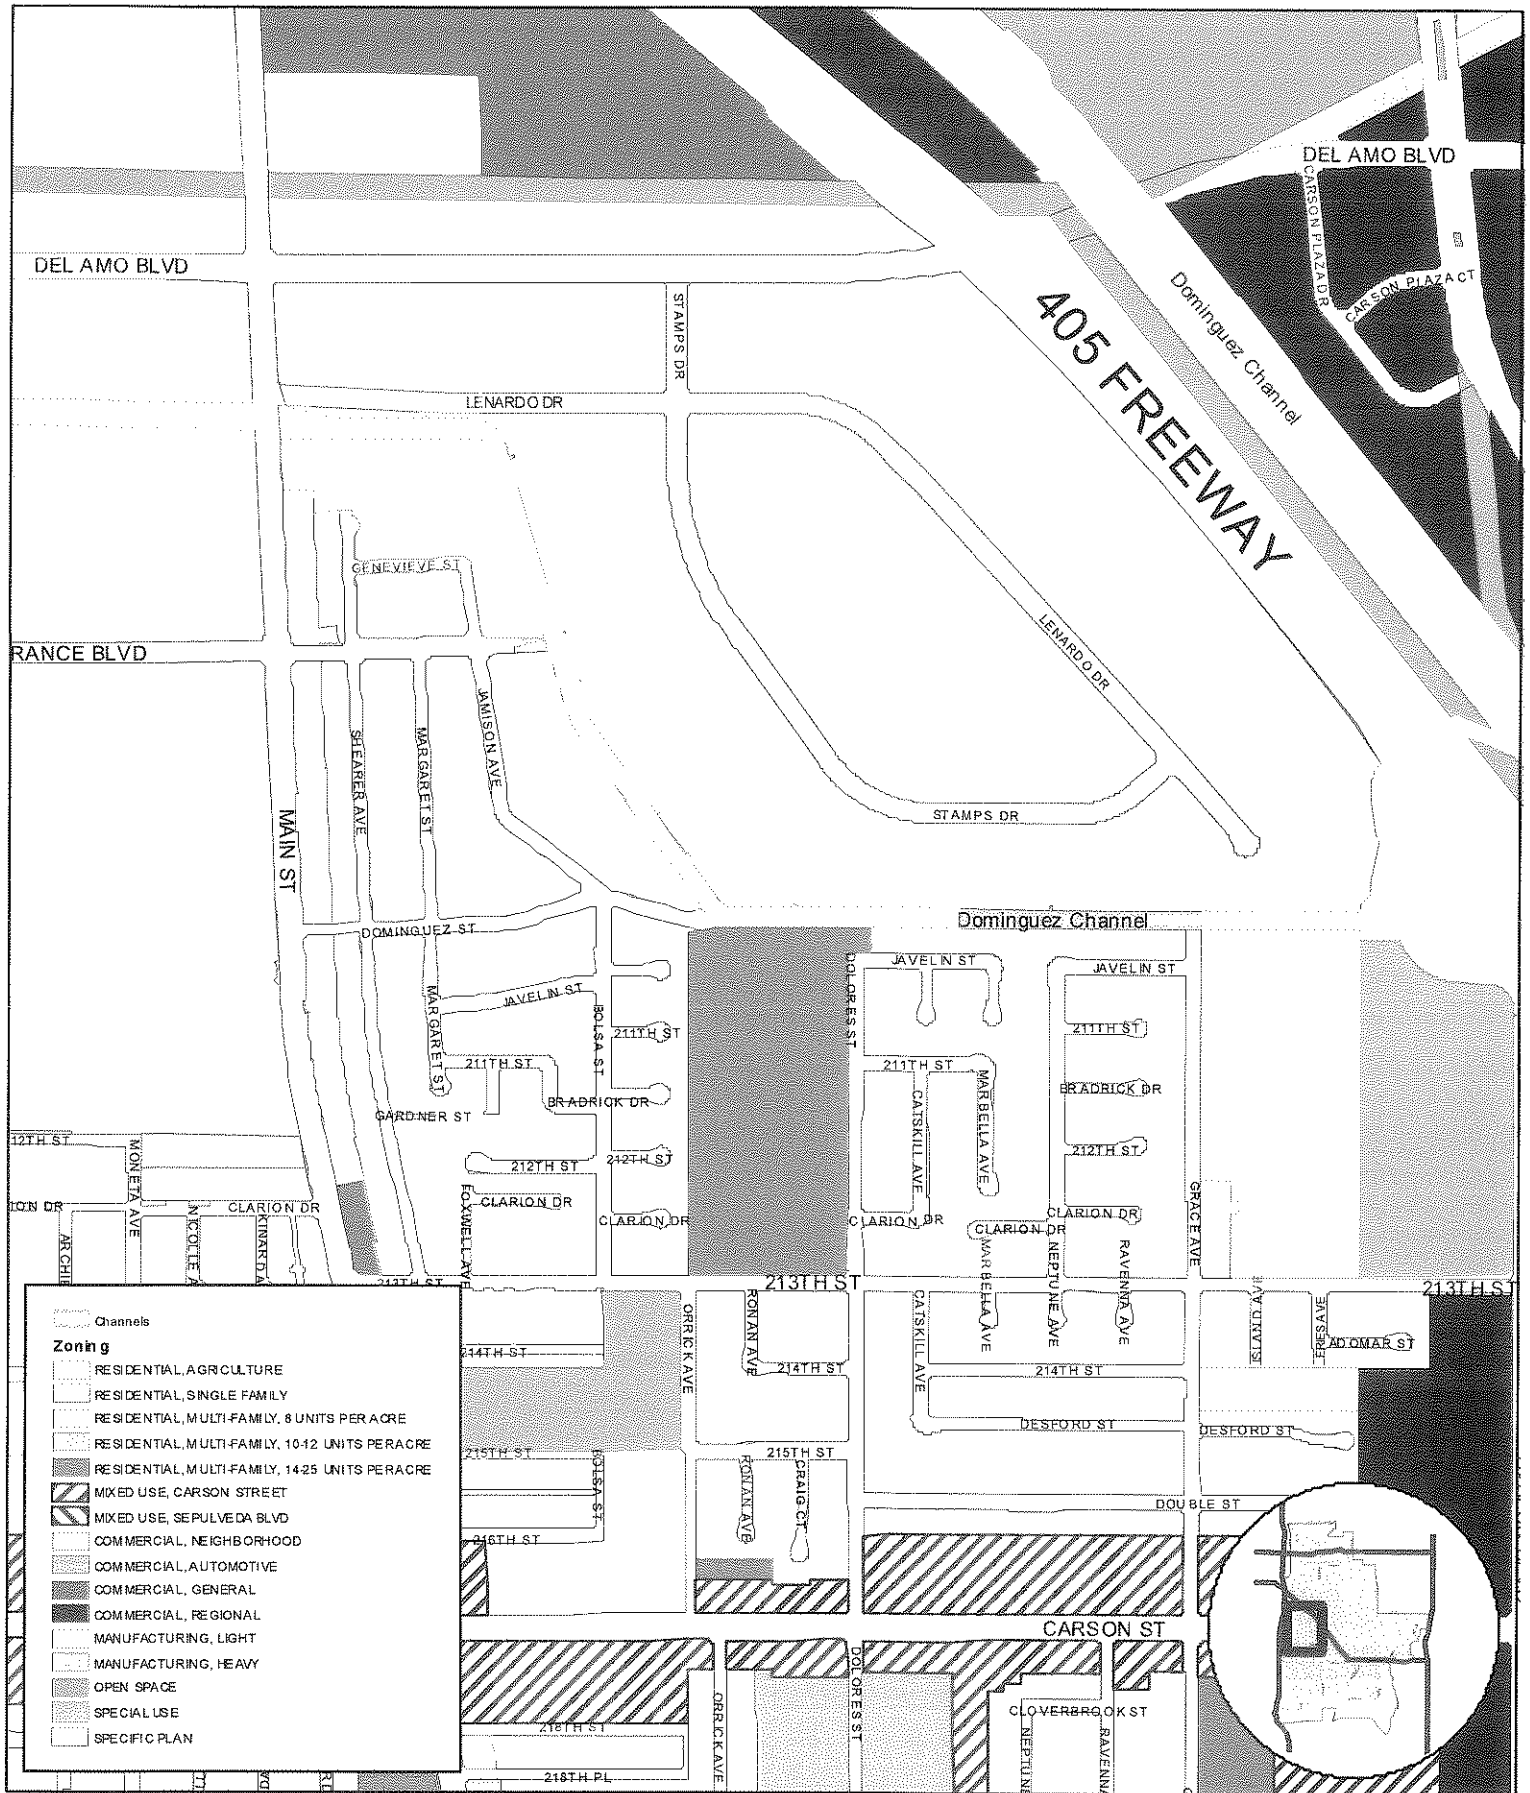 DEL AMO BLVD
CARSON PLAZA DR
CARSON PLAZA CT
DEL AMO BLVD
STAMPS DR
405 FREEWAY
Dominguez Channel
LENARDO DR
GENEVIEVE ST
RANCE BLVD
LENARDO DR
JAMISON AVE
SHEARER AVE
MARGARET ST
MAIN ST
STAMPS DR
DOMINGUEZ ST
Dominguez Channel
JAVELIN ST
JAVELIN ST
DOLORES ST
JAVELIN ST
MARGARET ST
BOLSA ST
211TH ST
211TH ST
211TH ST
211TH ST
MARBELLA AVE
CATSKILL AVE
BRADRICK DR
BRADRICK DR
GARDNER ST
12TH ST
MONETA AVE
212TH ST
212TH ST
212TH ST
ION DR
CLARION DR
FOXWELL AVE
CLARION DR
CLARION DR
CLARION DR
CLARION DR
CLARION DR
GRACE AVE
ARCHIE
NICOLLE A
KINARD A
MARBELLA AVE
NEPTUNE AVE
RAVENNA AVE
213TH ST
213TH ST
213TH ST
ORRICK AVE
RONAN AVE
CATSKILL AVE
ISLAND AVE
ADOMAR ST
214TH ST
214TH ST
214TH ST
DESFORD ST
DESFORD ST
215TH ST
215TH ST
BOLSA ST
RONAN AVE
CRAIG CT
DOUBLE ST
216TH ST
CARSON ST
DOLORES ST
ORRICK AVE
CLOVERBROOK ST
NEPTUNE
RAVENNA
218TH ST
218TH PL
Channels
Zoning
RESIDENTIAL, AGRICULTURE
RESIDENTIAL, SINGLE FAMILY
RESIDENTIAL, MULTI-FAMILY, 8 UNITS PER ACRE
RESIDENTIAL, MULTI-FAMILY, 10-12 UNITS PER ACRE
RESIDENTIAL, MULTI-FAMILY, 14-25 UNITS PER ACRE
MIXED USE, CARSON STREET
MIXED USE, SEPULVEDA BLVD
COMMERCIAL, NEIGHBORHOOD
COMMERCIAL, AUTOMOTIVE
COMMERCIAL, GENERAL
COMMERCIAL, REGIONAL
MANUFACTURING, LIGHT
MANUFACTURING, HEAVY
OPEN SPACE
SPECIAL USE
SPECIFIC PLAN